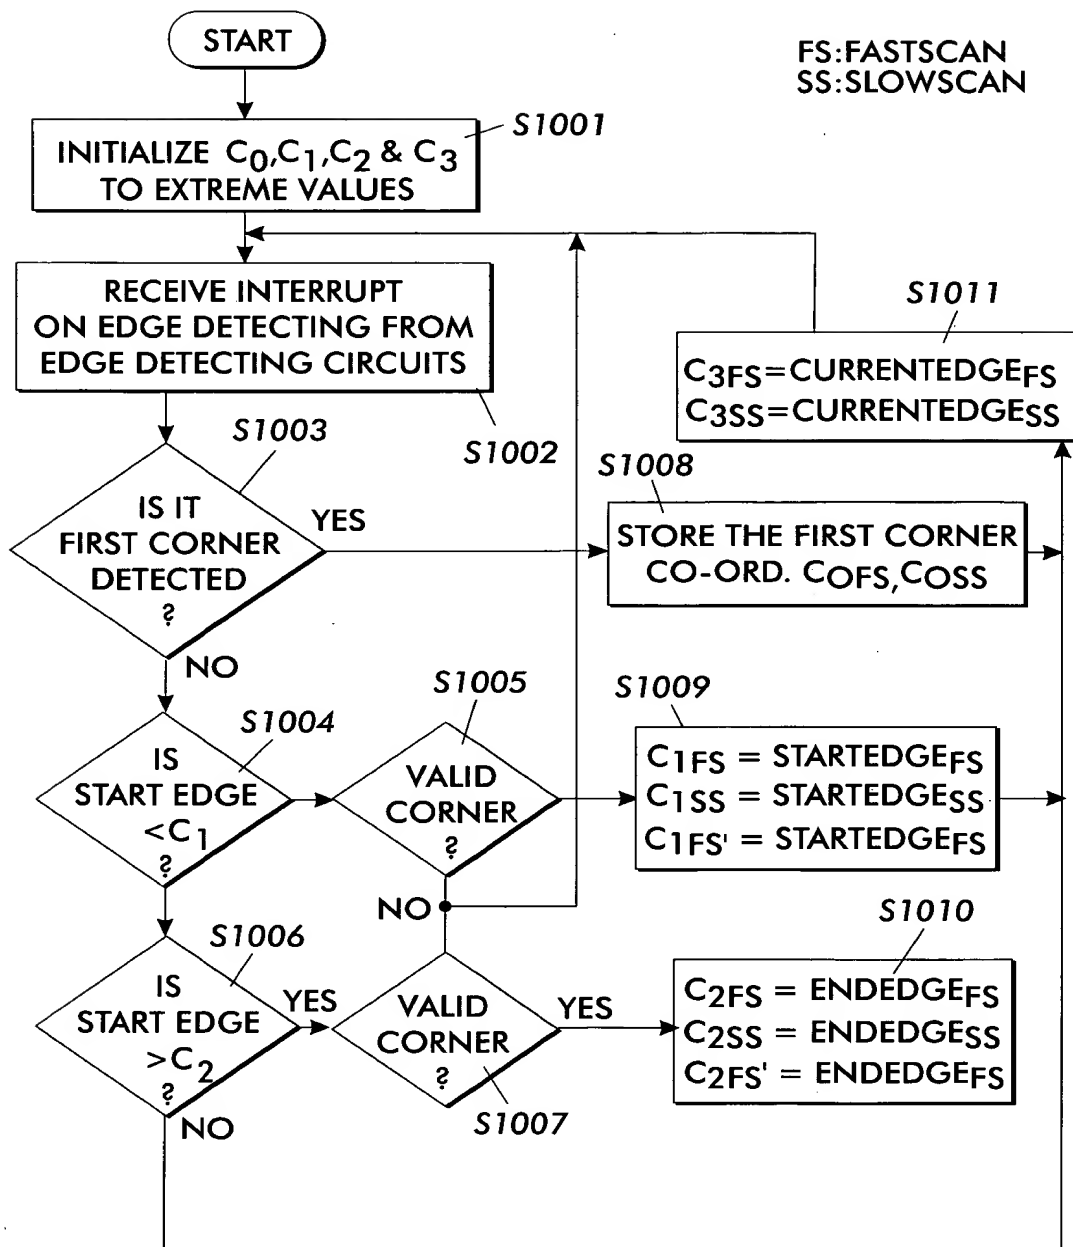 START
FS:FASTSCAN
SS:SLOWSCAN
S1001
INITIALIZE C0,C1,C2 & C3
TO EXTREME VALUES
RECEIVE INTERRUPT
ON EDGE DETECTING FROM
EDGE DETECTING CIRCUITS
S1002
S1011
C3FS=CURRENTEDGEFS
C3SS=CURRENTEDGESS
S1003
IS IT
FIRST CORNER
DETECTED
?
YES
NO
S1008
STORE THE FIRST CORNER
CO-ORD. COFS,COSS
S1004
IS
START EDGE
<C1
?
S1005
VALID
CORNER
?
NO
S1009
C1FS = STARTEDGEFS
C1SS = STARTEDGESS
C1FS' = STARTEDGEFS
S1006
IS
START EDGE
>C2
?
YES
NO
VALID
CORNER
?
S1007
YES
S1010
C2FS = ENDEDGEFS
C2SS = ENDEDGESS
C2FS' = ENDEDGEFS